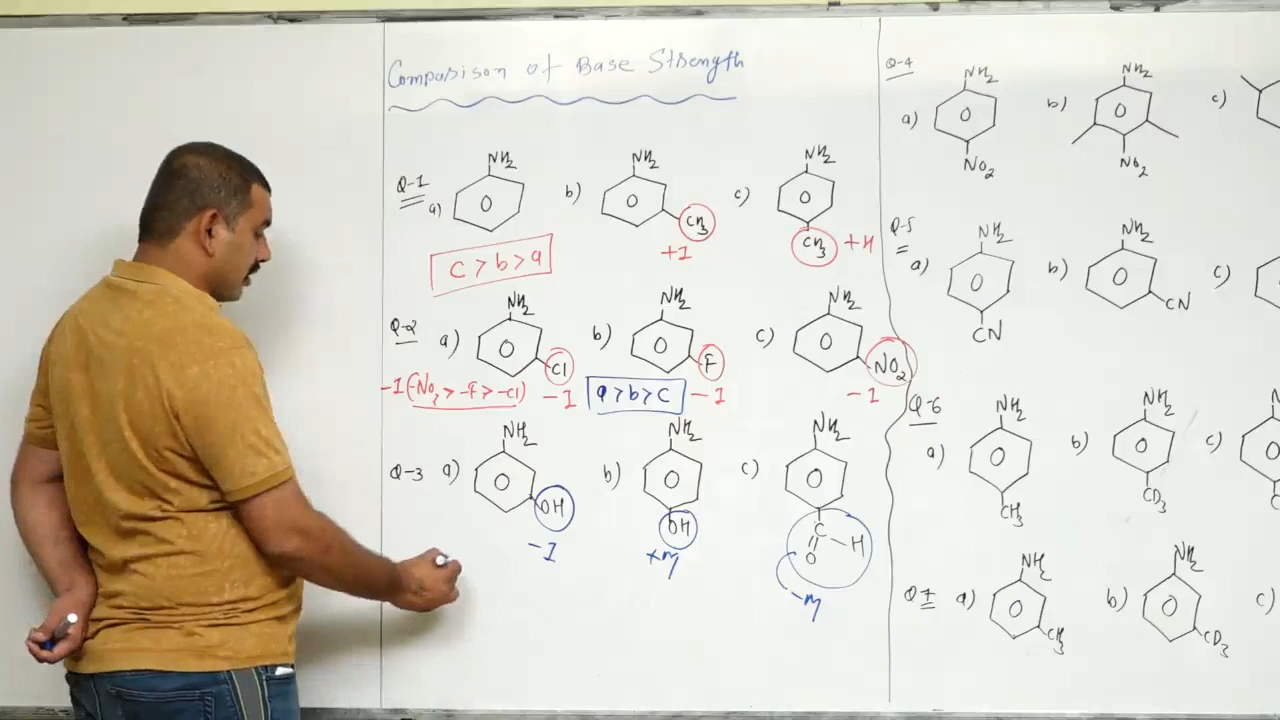 Comparison of Base Strength
Q-1
a)
NH2
b)
NH2
CH3
+I
c)
NH2
CH3
+H
C > b > a
Q-2
a)
NH2
Cl
-I
b)
NH2
F
-I
c)
NH2
NO2
-I
-I(-NO2 > -F > -Cl)
a > b > c
Q-3
a)
NH2
OH
-I
b)
NH2
OH
+M
c)
NH2
C-H
O
-M
Q-4
a)
NH2
NO2
b)
NH2
NO2
c)
Q-5
a)
NH2
CN
b)
NH2
CN
c)
Q-6
a)
NH2
CH3
b)
NH2
CD3
c)
Q7
a)
NH2
CH3
b)
NH2
CD3
c)